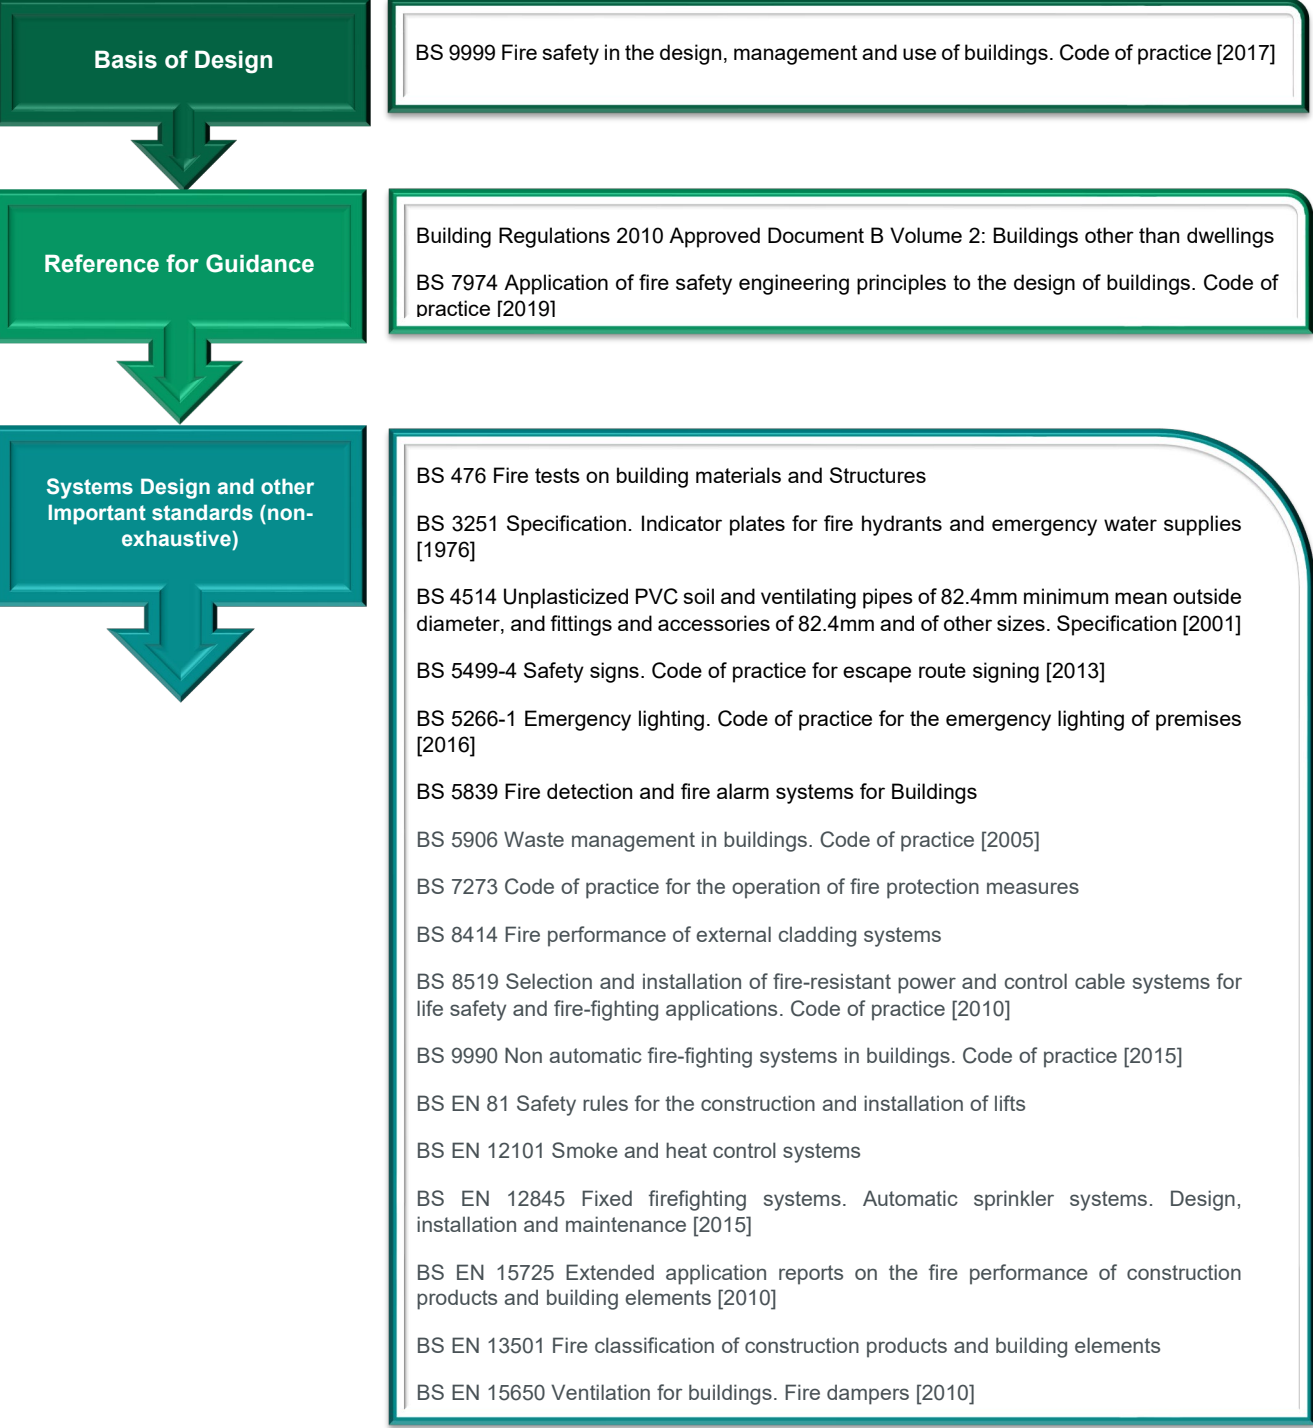 Basis of Design
BS 9999 Fire safety in the design, management and use of buildings. Code of practice [2017]
Reference for Guidance
Building Regulations 2010 Approved Document B Volume 2: Buildings other than dwellings
BS 7974 Application of fire safety engineering principles to the design of buildings. Code of
practice [2019]
Systems Design and other
Important standards (non-
exhaustive)
BS 476 Fire tests on building materials and Structures
BS 3251 Specification. Indicator plates for fire hydrants and emergency water supplies
[1976]
BS 4514 Unplasticized PVC soil and ventilating pipes of 82.4mm minimum mean outside
diameter, and fittings and accessories of 82.4mm and of other sizes. Specification [2001]
BS 5499-4 Safety signs. Code of practice for escape route signing [2013]
BS 5266-1 Emergency lighting. Code of practice for the emergency lighting of premises
[2016]
BS 5839 Fire detection and fire alarm systems for Buildings
BS 5906 Waste management in buildings. Code of practice [2005]
BS 7273 Code of practice for the operation of fire protection measures
BS 8414 Fire performance of external cladding systems
BS 8519 Selection and installation of fire-resistant power and control cable systems for
life safety and fire-fighting applications. Code of practice [2010]
BS 9990 Non automatic fire-fighting systems in buildings. Code of practice [2015]
BS EN 81 Safety rules for the construction and installation of lifts
BS EN 12101 Smoke and heat control systems
BS EN 12845 Fixed firefighting systems. Automatic sprinkler systems. Design,
installation and maintenance [2015]
BS EN 15725 Extended application reports on the fire performance of construction
products and building elements [2010]
BS EN 13501 Fire classification of construction products and building elements
BS EN 15650 Ventilation for buildings. Fire dampers [2010]